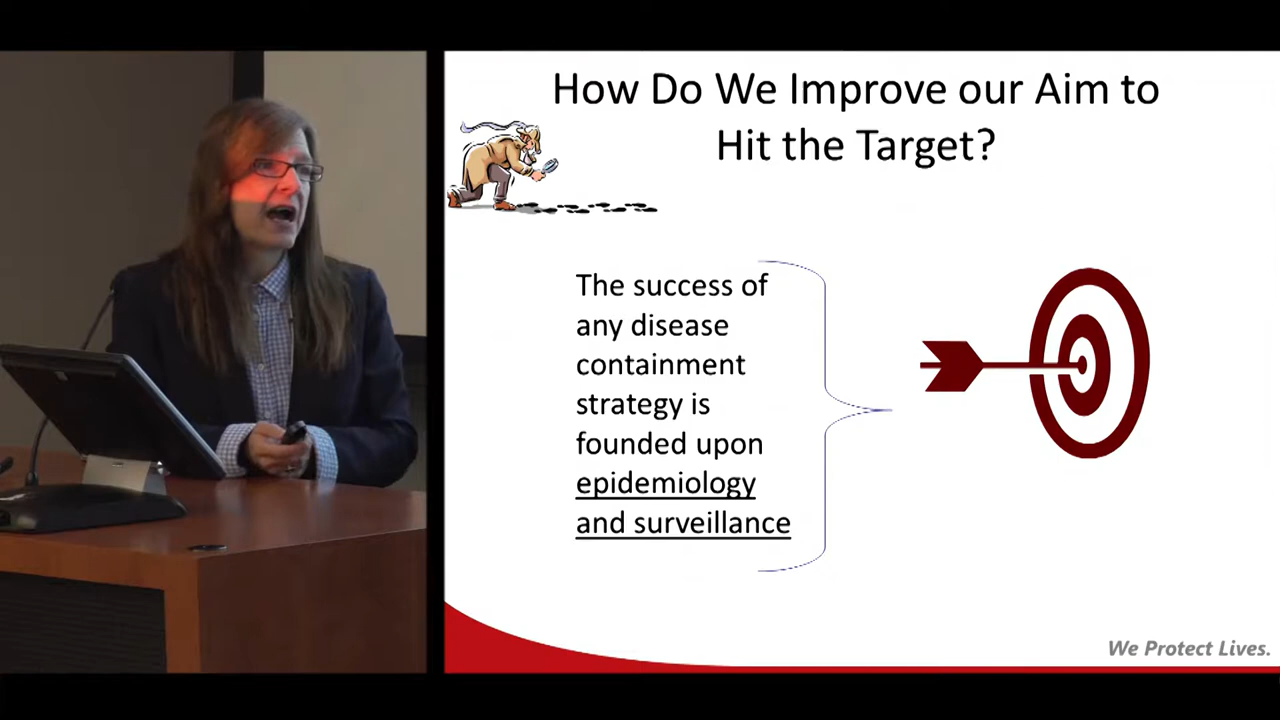 How Do We Improve our Aim to
Hit the Target?
The success of
any disease
containment
strategy is
founded upon
epidemiology
and surveillance
We Protect Lives.